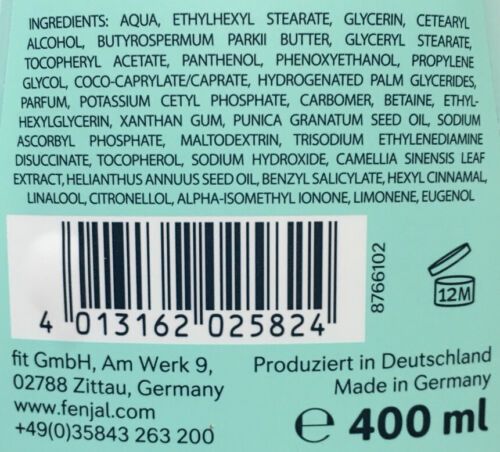 INGREDIENTS: AQUA, ETHYLHEXYL STEARATE, GLYCERIN, CETEARYL
ALCOHOL, BUTYROSPERMUM PARKII BUTTER, GLYCERYL STEARATE,
TOCOPHERYL ACETATE, PANTHENOL, PHENOXYETHANOL, PROPYLENE
GLYCOL, COCO-CAPRYLATE/CAPRATE, HYDROGENATED PALM GLYCERIDES,
PARFUM, POTASSIUM CETYL PHOSPHATE, CARBOMER, BETAINE, ETHYL-
HEXYLGLYCERIN, XANTHAN GUM, PUNICA GRANATUM SEED OIL, SODIUM
ASCORBYL PHOSPHATE, MALTODEXTRIN, TRISODIUM ETHYLENEDIAMINE
DISUCCINATE, TOCOPHEROL, SODIUM HYDROXIDE, CAMELLIA SINENSIS LEAF
EXTRACT, HELIANTHUS ANNUUS SEED OIL, BENZYL SALICYLATE, HEXYL CINNAMAL,
LINALOOL, CITRONELLOL, ALPHA-ISOMETHYL IONONE, LIMONENE, EUGENOL
4 013162 025824
8766102
12M
fit GmbH, Am Werk 9,
02788 Zittau, Germany
www.fenjal.com
+49(0)35843 263 200
Produziert in Deutschland
Made in Germany
℮ 400 ml